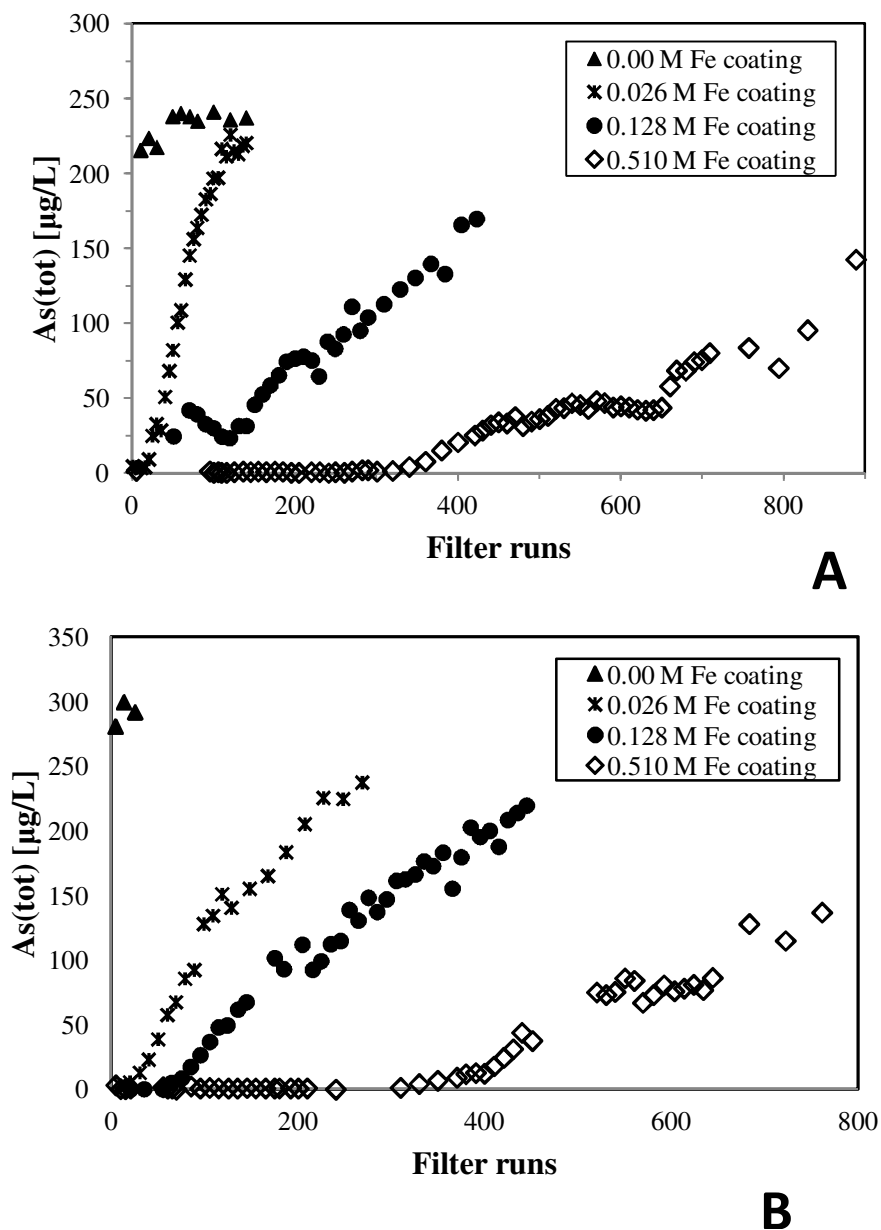 300
250
200
150
100
50
0
As(tot) [µg/L]
0.00 M Fe coating
0.026 M Fe coating
0.128 M Fe coating
0.510 M Fe coating
0 200 400 600 800
Filter runs
A
350
300
250
200
150
100
50
0
As(tot) [µg/L]
0.00 M Fe coating
0.026 M Fe coating
0.128 M Fe coating
0.510 M Fe coating
0 200 400 600 800
Filter runs
B